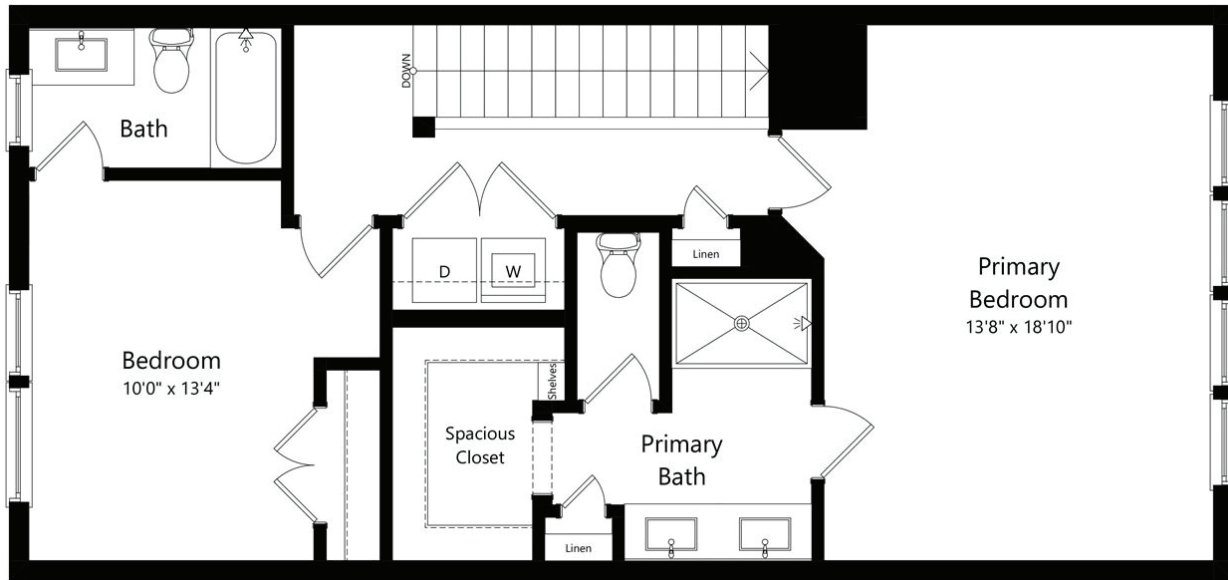 DOWN
Bath
D
W
Linen
Primary
Bedroom
13'8" x 18'10"
Bedroom
10'0" x 13'4"
Shelves
Spacious
Closet
Primary
Bath
Linen